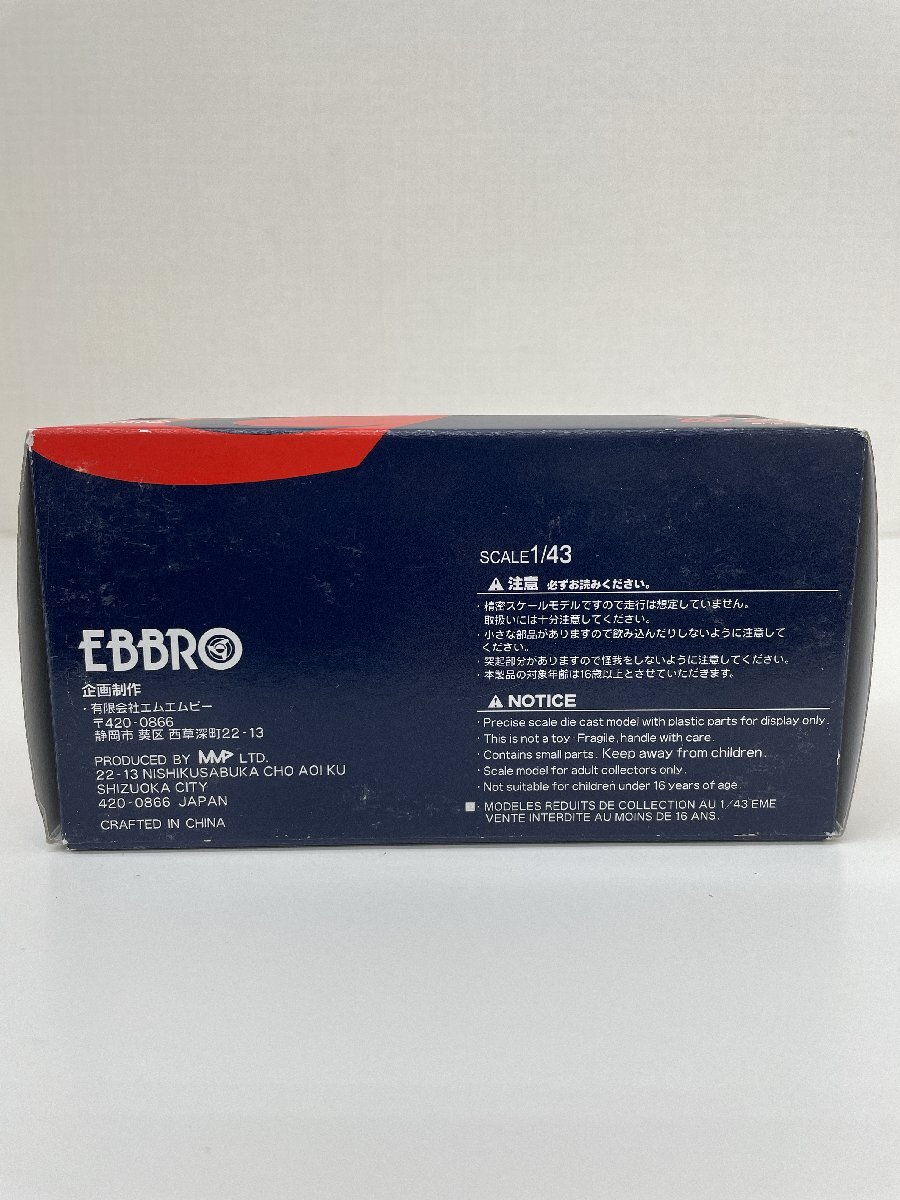 EBBRO
企画制作
・有限会社エムエムピー
〒420-0866
静岡市 葵区 西草深町22-13
PRODUCED BY MMP LTD.
22-13 NISHIKUSABUKA CHO AOI KU
SHIZUOKA CITY
420-0866 JAPAN
CRAFTED IN CHINA
SCALE1/43
注意 必ずお読みください。
・精密スケールモデルですので走行は想定していません。
取扱いには十分注意してください。
・小さな部品がありますので飲み込んだりしないように注意して
ください。
・突起部分がありますので怪我をしないように注意してください。
・本製品の対象年齢は16歳以上とさせていただきます。
NOTICE
・Precise scale die cast model with plastic parts for display only.
・This is not a toy. Fragile, handle with care.
・Contains small parts. Keep away from children.
・Scale model for adult collectors only.
・Not suitable for children under 16 years of age.
・MODELES REDUITS DE COLLECTION AU 1/43 EME
VENTE INTERDITE AU MOINS DE 16 ANS.